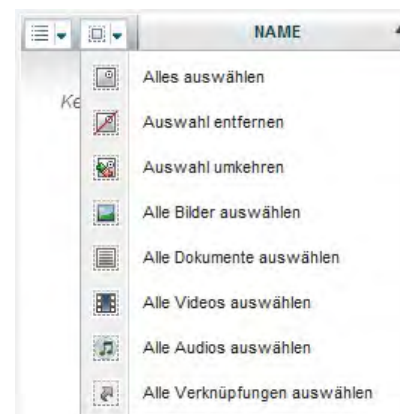 NAME
Alles auswählen
Ke
Auswahl entfernen
Auswahl umkehren
Alle Bilder auswählen
Alle Dokumente auswählen
Alle Videos auswählen
Alle Audios auswählen
Alle Verknüpfungen auswählen